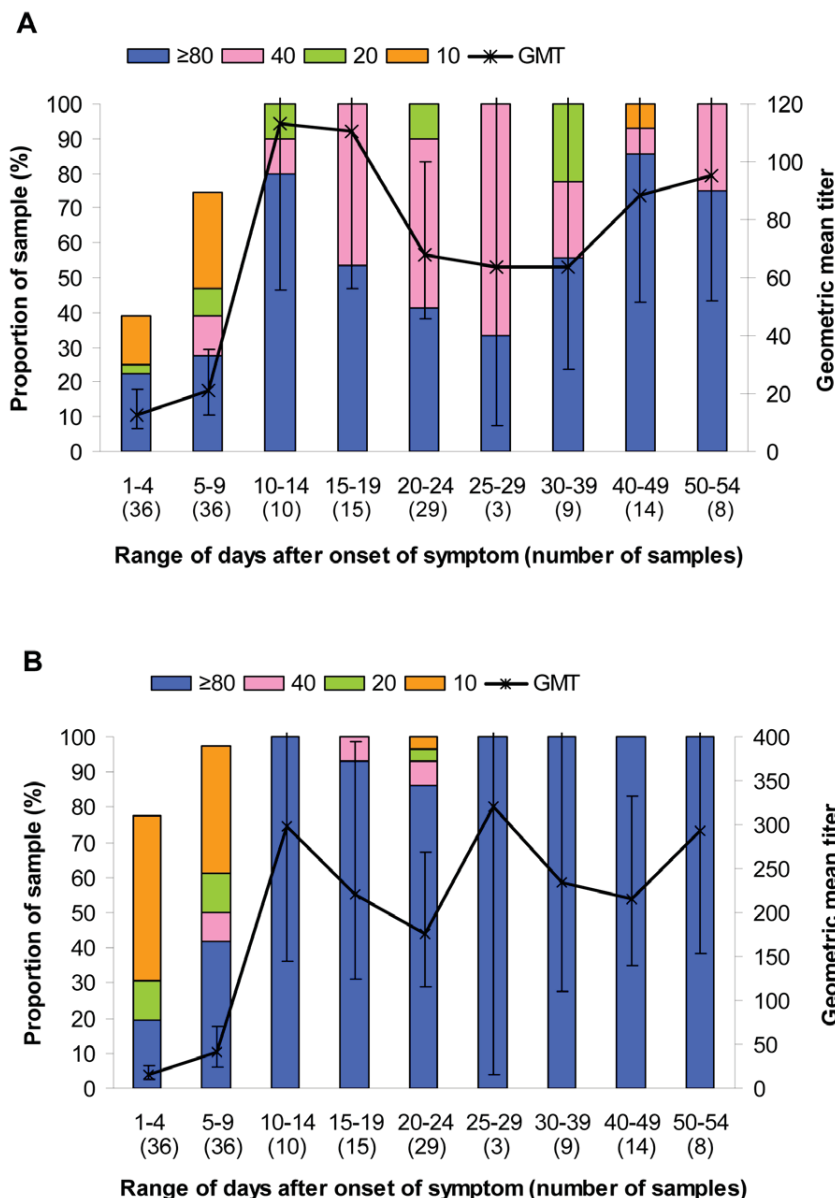 A
≥80 40 20 10 GMT
100 120
90
80 100
70 80
60
50 60
40
30 40
20 20
10
0 0
Proportion of sample (%)
Geometric mean titer
1-4 5-9 10-14 15-19 20-24 25-29 30-39 40-49 50-54
(36) (36) (10) (15) (29) (3) (9) (14) (8)
Range of days after onset of symptom (number of samples)
B
≥80 40 20 10 GMT
100 400
90 350
80 300
70
60 250
50 200
40 150
30
20 100
10 50
0 0
Proportion of sample (%)
Geometric mean titer
1-4 5-9 10-14 15-19 20-24 25-29 30-39 40-49 50-54
(36) (36) (10) (15) (29) (3) (9) (14) (8)
Range of days after onset of symptom (number of samples)